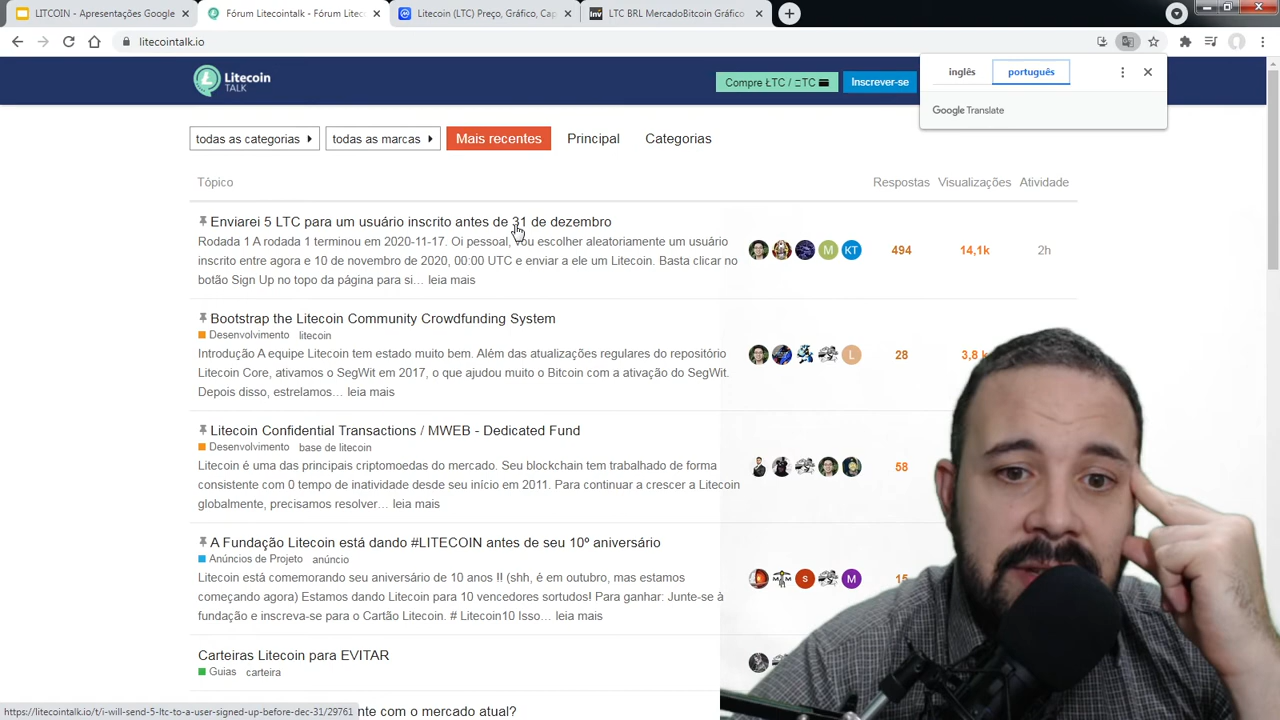 LITCOIN - Apresentações Google
Fórum Litecointalk - Fórum Litec
Litecoin (LTC) Preço, Gráfico, Cap
Inv
LTC BRL MercadoBitcoin Gráfico
litecointalk.io
inglês
português
Google Translate
Litecoin
TALK
Compre ŁTC / ΞTC
Inscrever-se
todas as categorias
todas as marcas
Mais recentes
Principal
Categorias
Tópico
Respostas
Visualizações
Atividade
Enviarei 5 LTC para um usuário inscrito antes de 31 de dezembro
Rodada 1 A rodada 1 terminou em 2020-11-17. Oi pessoal, vou escolher aleatoriamente um usuário
inscrito entre agora e 10 de novembro de 2020, 00:00 UTC e enviar a ele um Litecoin. Basta clicar no
botão Sign Up no topo da página para si... leia mais
M
KT
494
14,1k
2h
Bootstrap the Litecoin Community Crowdfunding System
Desenvolvimento litecoin
Introdução A equipe Litecoin tem estado muito bem. Além das atualizações regulares do repositório
Litecoin Core, ativamos o SegWit em 2017, o que ajudou muito o Bitcoin com a ativação do SegWit.
Depois disso, estrelamos... leia mais
L
28
3,8 k
Litecoin Confidential Transactions / MWEB - Dedicated Fund
Desenvolvimento base de litecoin
Litecoin é uma das principais criptomoedas do mercado. Seu blockchain tem trabalhado de forma
consistente com 0 tempo de inatividade desde seu início em 2011. Para continuar a crescer a Litecoin
globalmente, precisamos resolver... leia mais
58
A Fundação Litecoin está dando #LITECOIN antes de seu 10º aniversário
Anúncios de Projeto anúncio
Litecoin está comemorando seu aniversário de 10 anos !! (shh, é em outubro, mas estamos
começando agora) Estamos dando Litecoin para 10 vencedores sortudos! Para ganhar: Junte-se à
fundação e inscreva-se para o Cartão Litecoin. # Litecoin10 Isso... leia mais
S
M
15
Carteiras Litecoin para EVITAR
Guias carteira
https://litecointalk.io/t/i-will-send-5-ltc-to-a-user-signed-up-before-dec-31/29761
nte com o mercado atual?